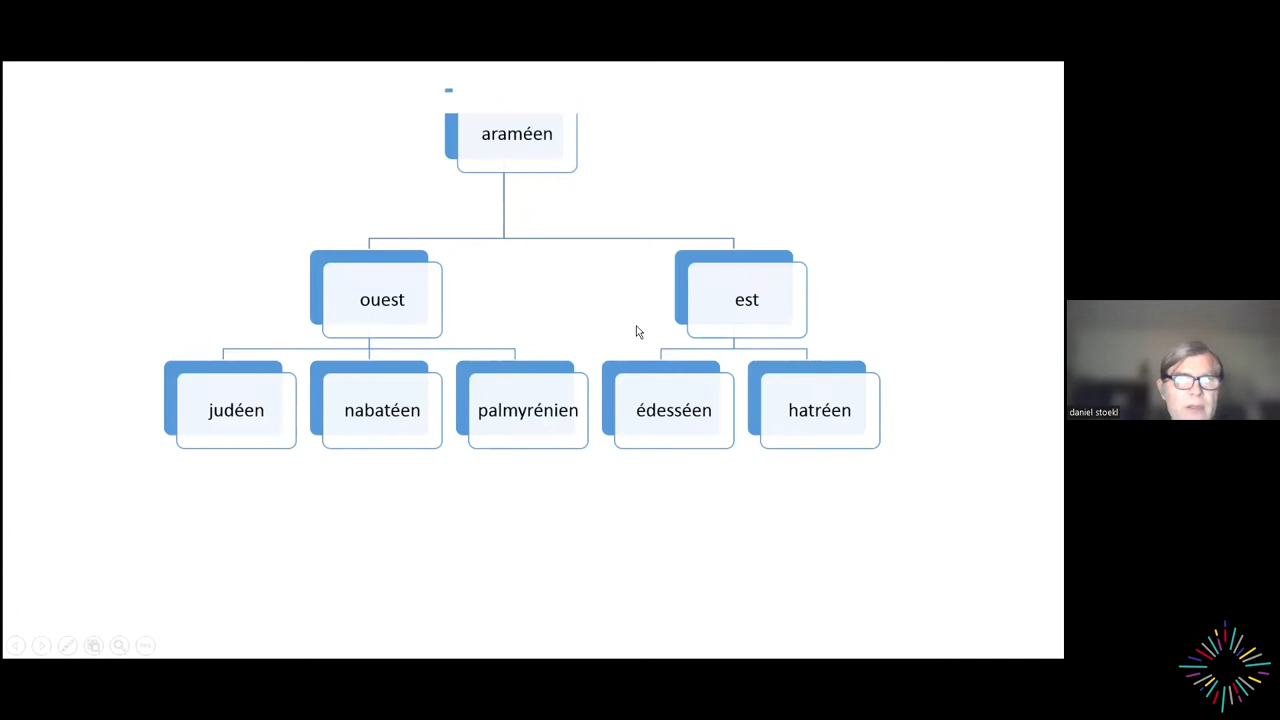 araméen
ouest
est
judéen
nabatéen
palmyrénien
édesséen
hatréen
daniel stoekl